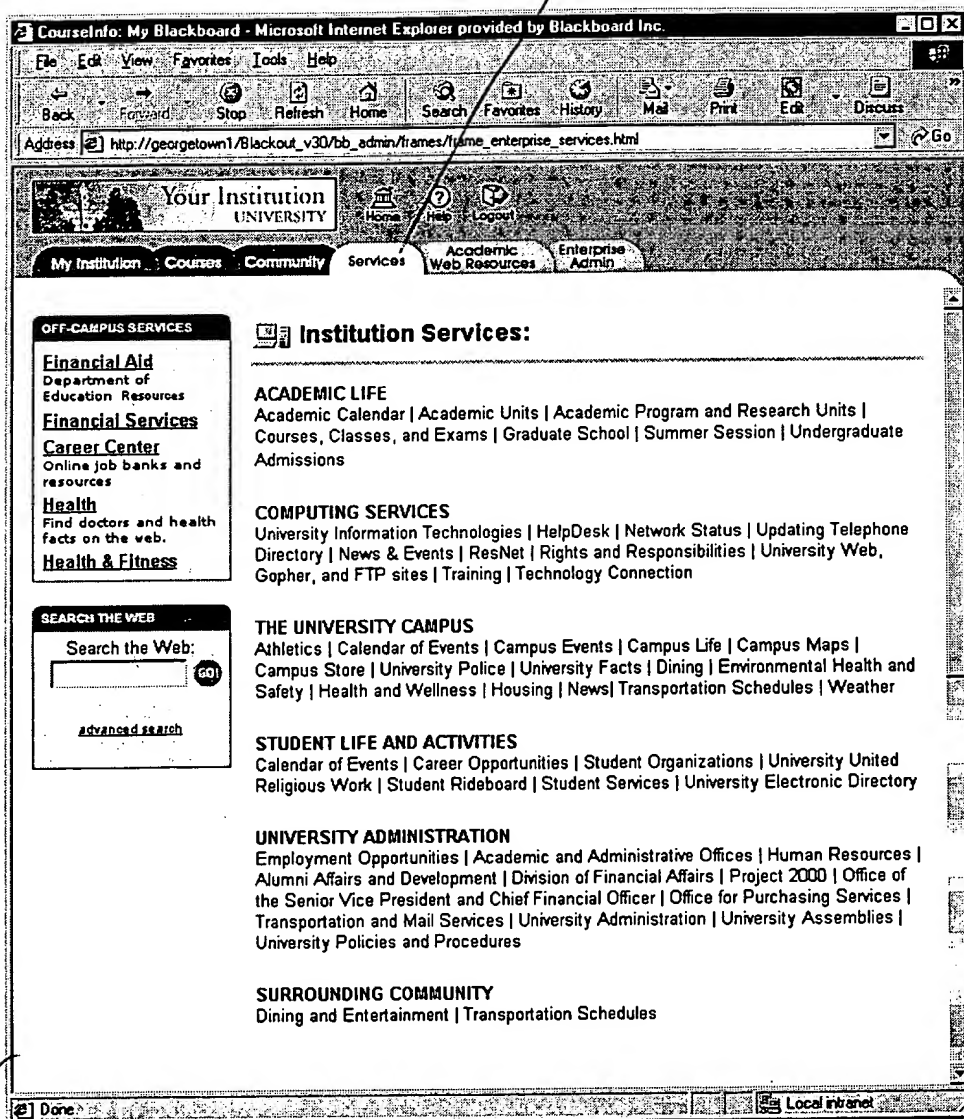 CourseInfo: My Blackboard - Microsoft Internet Explorer provided by Blackboard Inc.
File Edit View Favorites Tools Help
Back Forward Stop Refresh Home Search Favorites History Mail Print Edit Discuss »
Address http://georgetown1/Blackout_v30/bb_admin/frames/frame_enterprise_services.html Go
Your Institution
UNIVERSITY
Home Help Logout
My Institution Courses Community Services Academic Web Resources Enterprise Admin
OFF-CAMPUS SERVICES
Financial Aid
Department of
Education Resources
Financial Services
Career Center
Online job banks and
resources
Health
Find doctors and health
facts on the web.
Health & Fitness
SEARCH THE WEB
Search the Web:
GO!
advanced search
Institution Services:
ACADEMIC LIFE
Academic Calendar | Academic Units | Academic Program and Research Units |
Courses, Classes, and Exams | Graduate School | Summer Session | Undergraduate
Admissions
COMPUTING SERVICES
University Information Technologies | HelpDesk | Network Status | Updating Telephone
Directory | News & Events | ResNet | Rights and Responsibilities | University Web,
Gopher, and FTP sites | Training | Technology Connection
THE UNIVERSITY CAMPUS
Athletics | Calendar of Events | Campus Events | Campus Life | Campus Maps |
Campus Store | University Police | University Facts | Dining | Environmental Health and
Safety | Health and Wellness | Housing | News| Transportation Schedules | Weather
STUDENT LIFE AND ACTIVITIES
Calendar of Events | Career Opportunities | Student Organizations | University United
Religious Work | Student Rideboard | Student Services | University Electronic Directory
UNIVERSITY ADMINISTRATION
Employment Opportunities | Academic and Administrative Offices | Human Resources |
Alumni Affairs and Development | Division of Financial Affairs | Project 2000 | Office of
the Senior Vice President and Chief Financial Officer | Office for Purchasing Services |
Transportation and Mail Services | University Administration | University Assemblies |
University Policies and Procedures
SURROUNDING COMMUNITY
Dining and Entertainment | Transportation Schedules
Done Local intranet